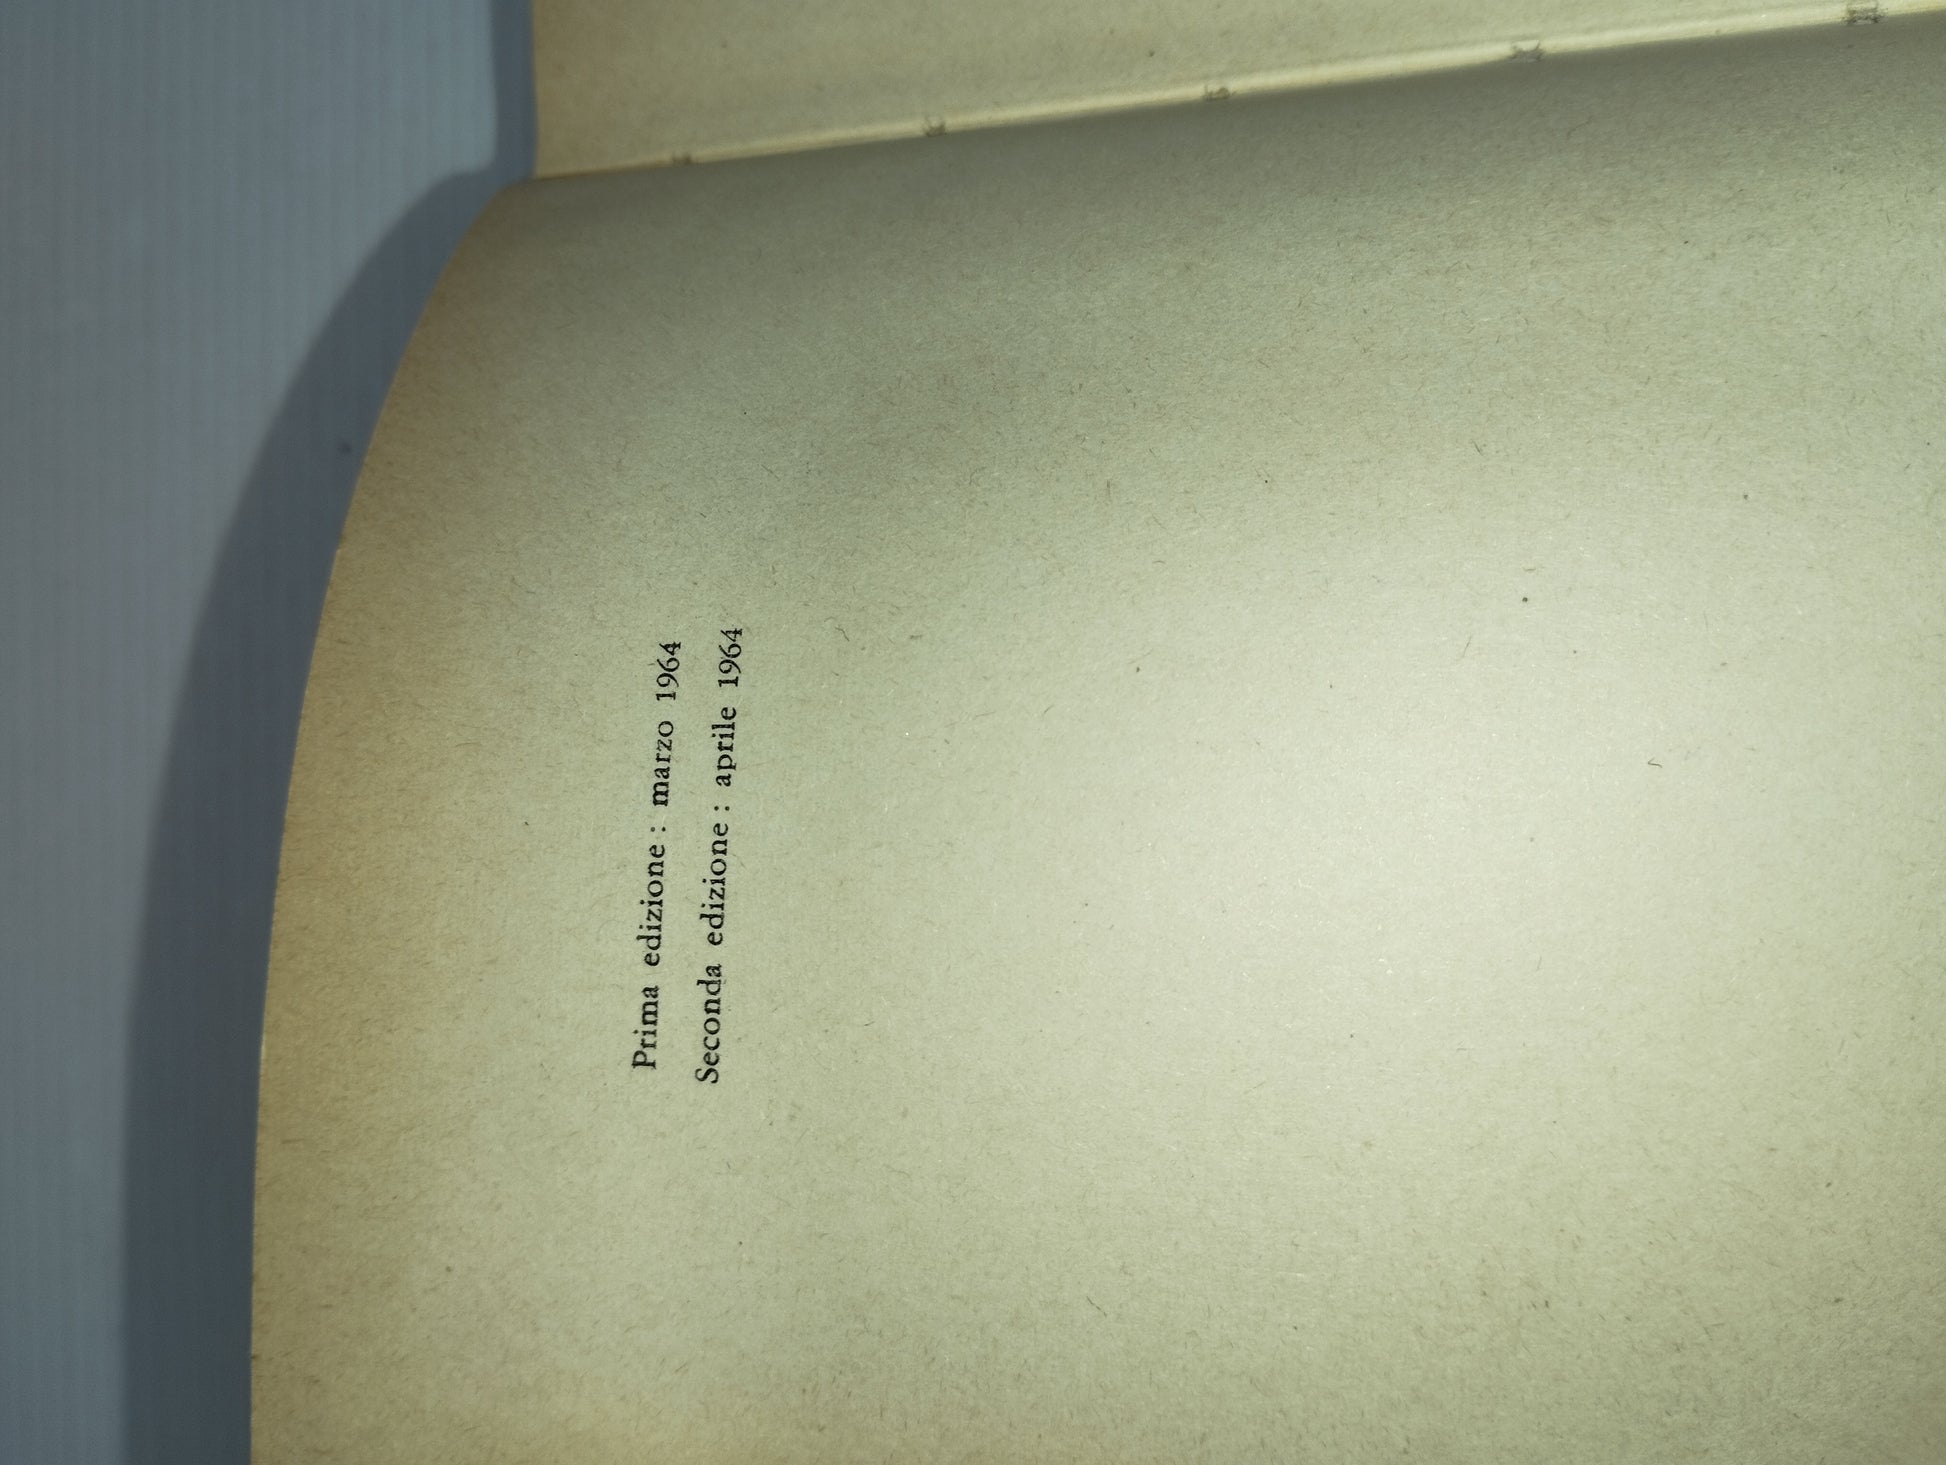 Prima edizione : marzo 1964
Seconda edizione : aprile 1964